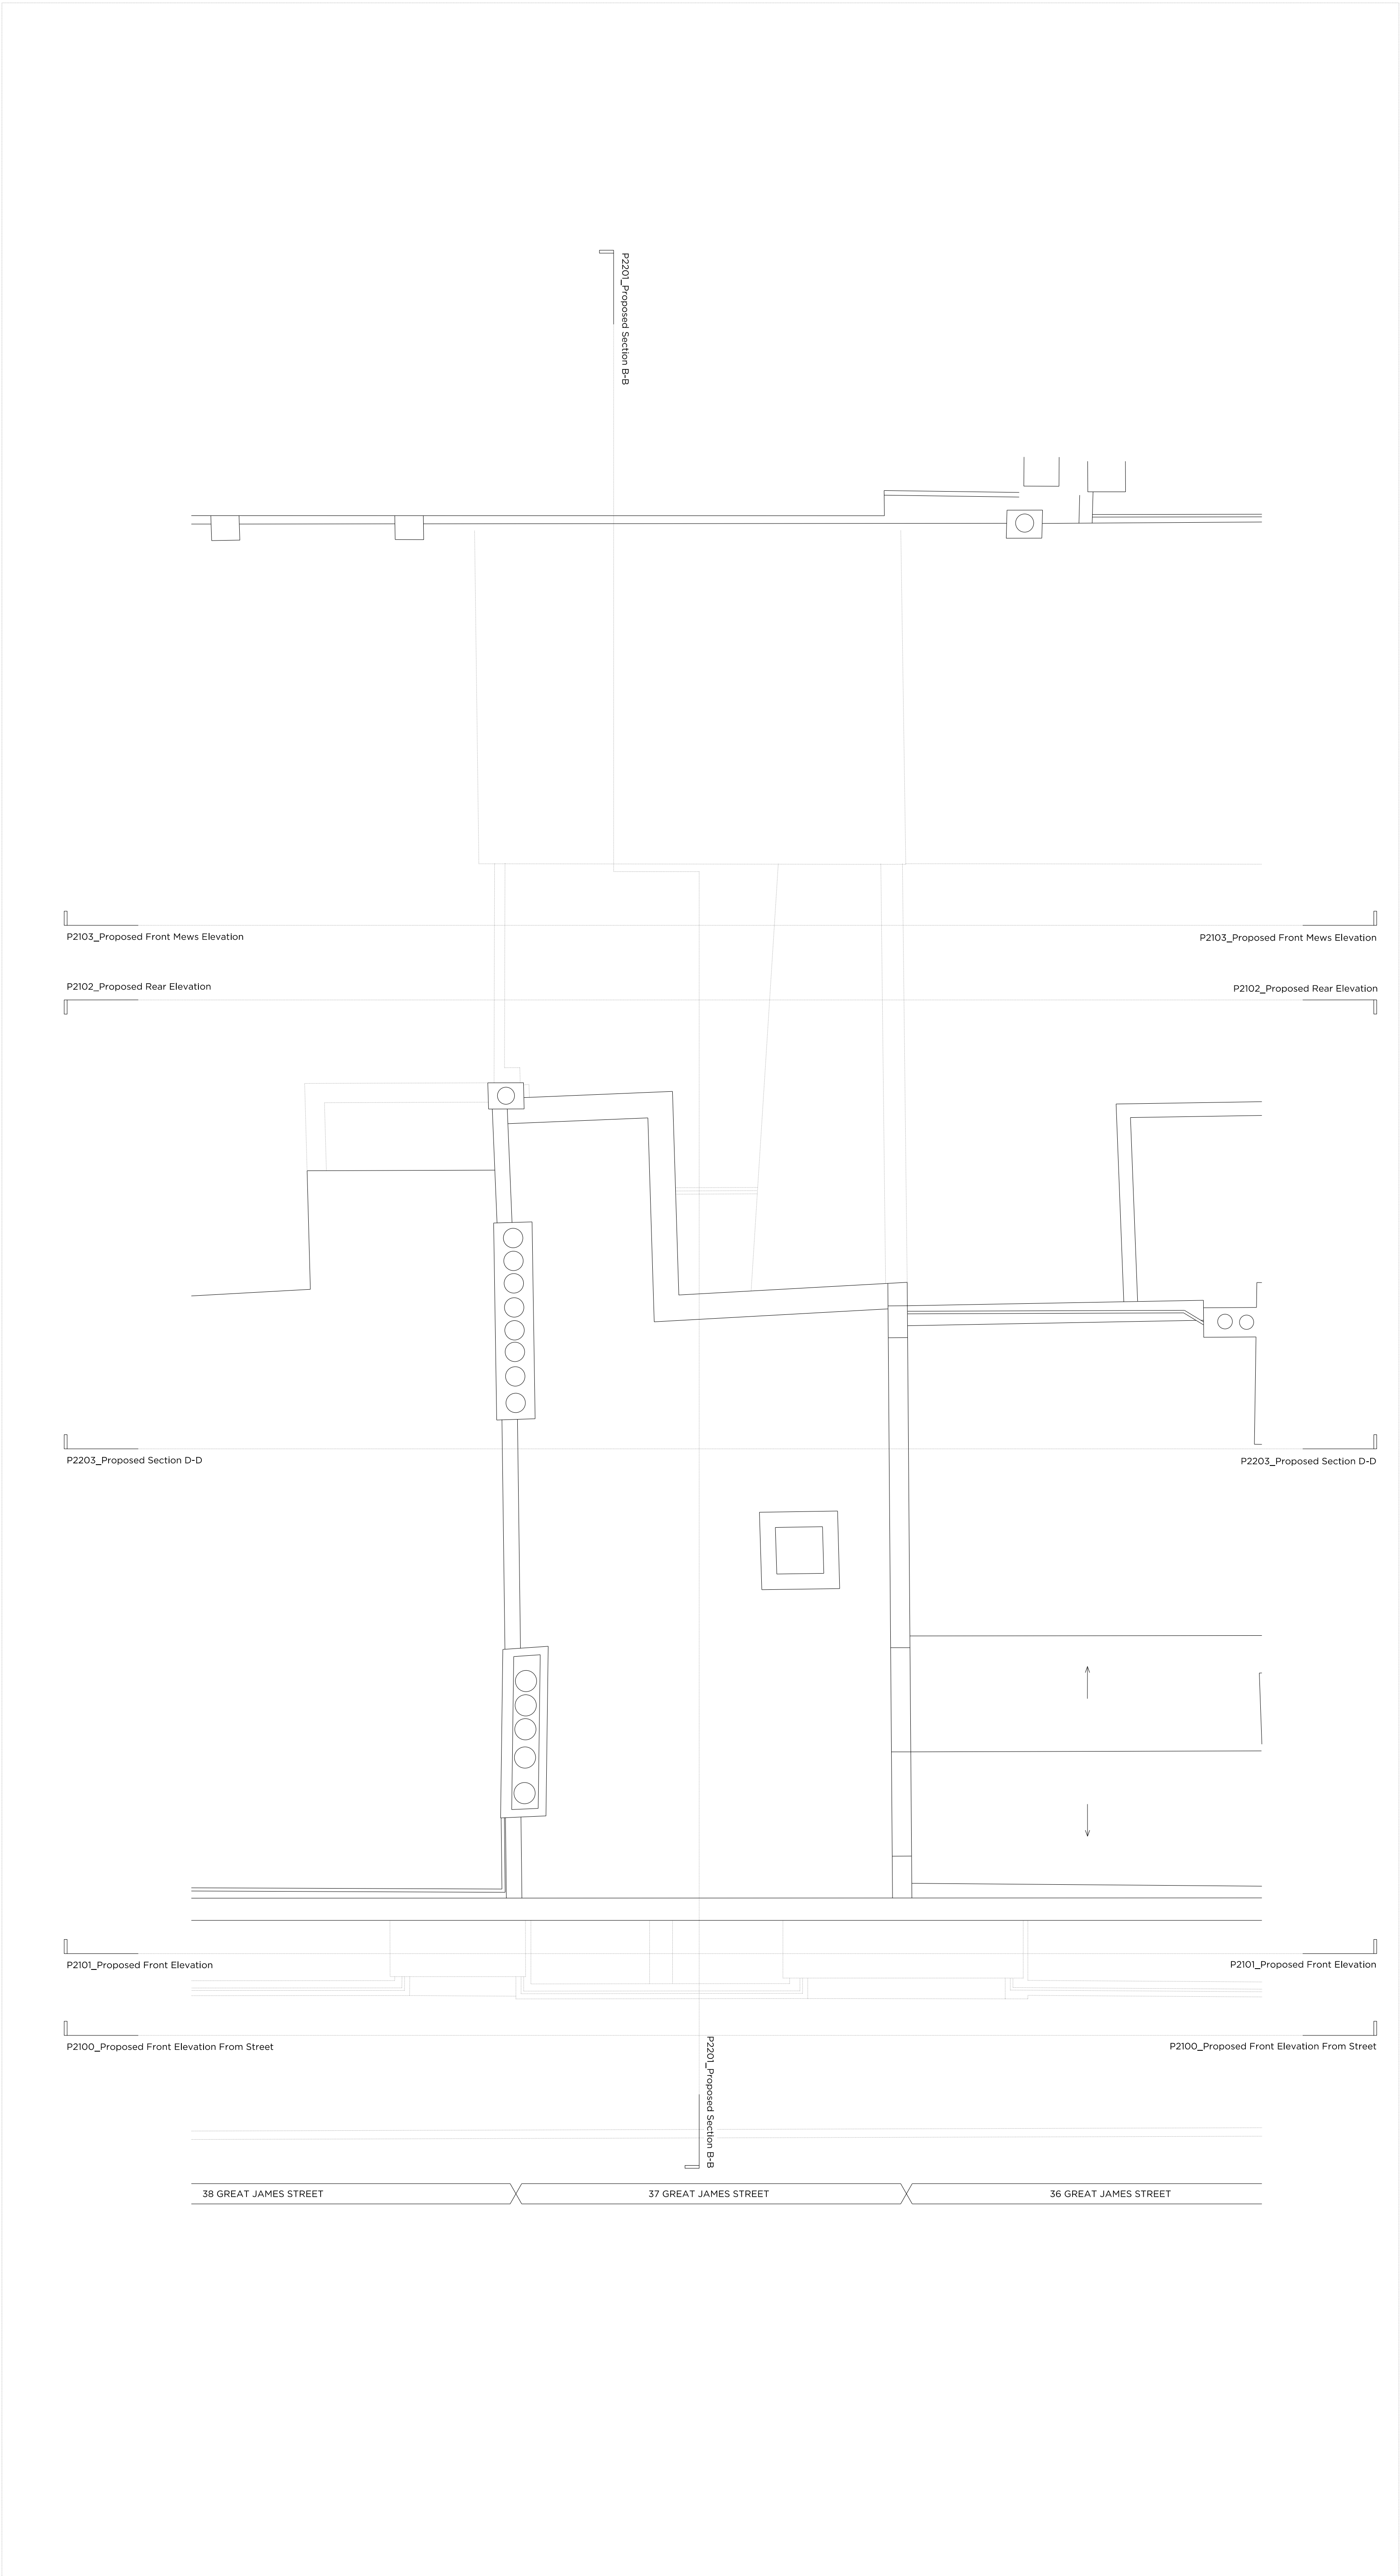 P2201_Proposed Section B-B
P2103_Proposed Front Mews Elevation
P2103_Proposed Front Mews Elevation
P2102_Proposed Rear Elevation
P2102_Proposed Rear Elevation
P2203_Proposed Section D-D
P2203_Proposed Section D-D
P2101_Proposed Front Elevation
P2101_Proposed Front Elevation
P2100_Proposed Front Elevation From Street
P2100_Proposed Front Elevation From Street
P2201_Proposed Section B-B
38 GREAT JAMES STREET
37 GREAT JAMES STREET
36 GREAT JAMES STREET